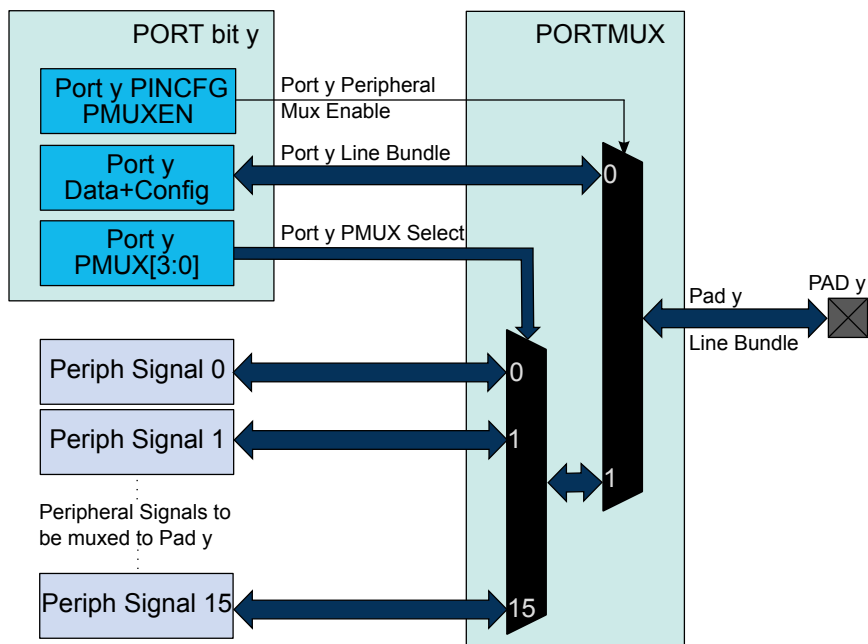 PORT bit y
PORTMUX
Port y PINCFG
PMUXEN
Port y Peripheral
Mux Enable
Port y
Data+Config
Port y Line Bundle
0
Port y
PMUX[3:0]
Port y PMUX Select
Pad y
Line Bundle
PAD y
Periph Signal 0
0
Periph Signal 1
1
1
Peripheral Signals to
be muxed to Pad y
Periph Signal 15
15